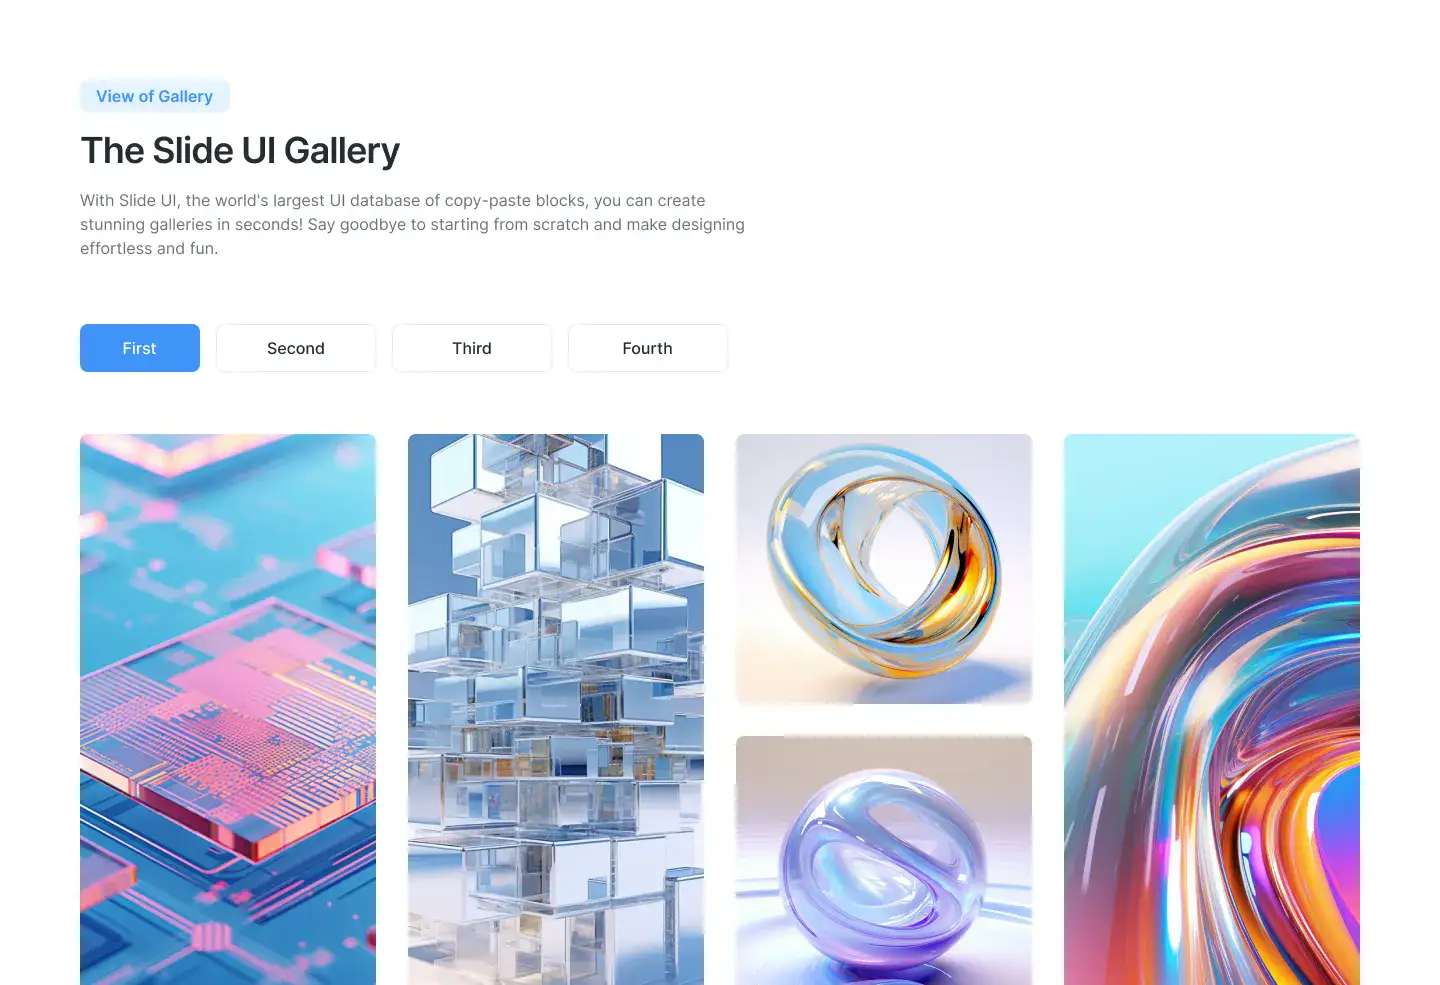 View of Gallery
The Slide UI Gallery
With Slide UI, the world's largest UI database of copy-paste blocks, you can create
stunning galleries in seconds! Say goodbye to starting from scratch and make designing
effortless and fun.
First
Second
Third
Fourth